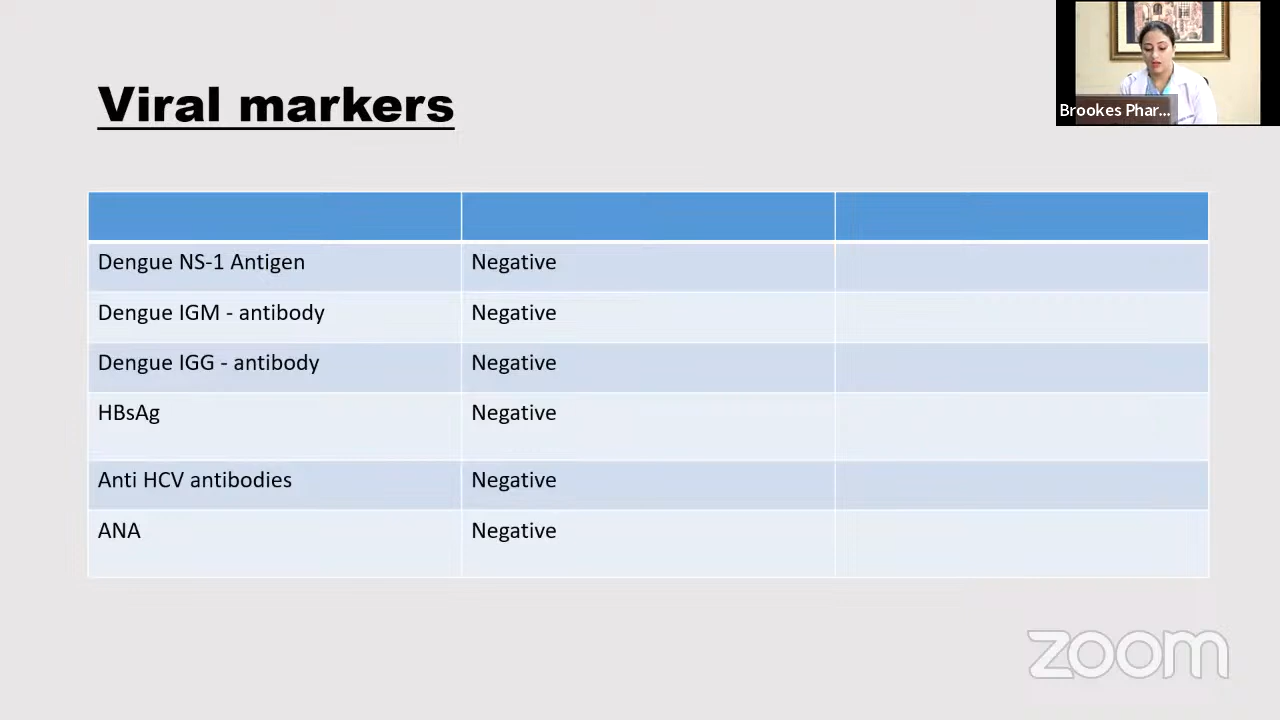 Viral markers
Brookes Phar...
Dengue NS-1 Antigen Negative
Dengue IGM - antibody Negative
Dengue IGG - antibody Negative
HBsAg Negative
Anti HCV antibodies Negative
ANA Negative
zoom